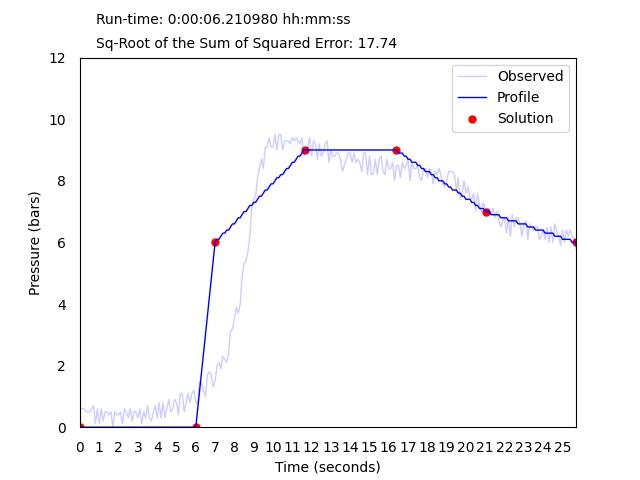 Run-time: 0:00:06.210980 hh:mm:ss
Sq-Root of the Sum of Squared Error: 17.74
12
10
8
6
4
2
0
Pressure (bars)
Observed
Profile
Solution
0 1 2 3 4 5 6 7 8 9 10 11 12 13 14 15 16 17 18 19 20 21 22 23 24 25
Time (seconds)